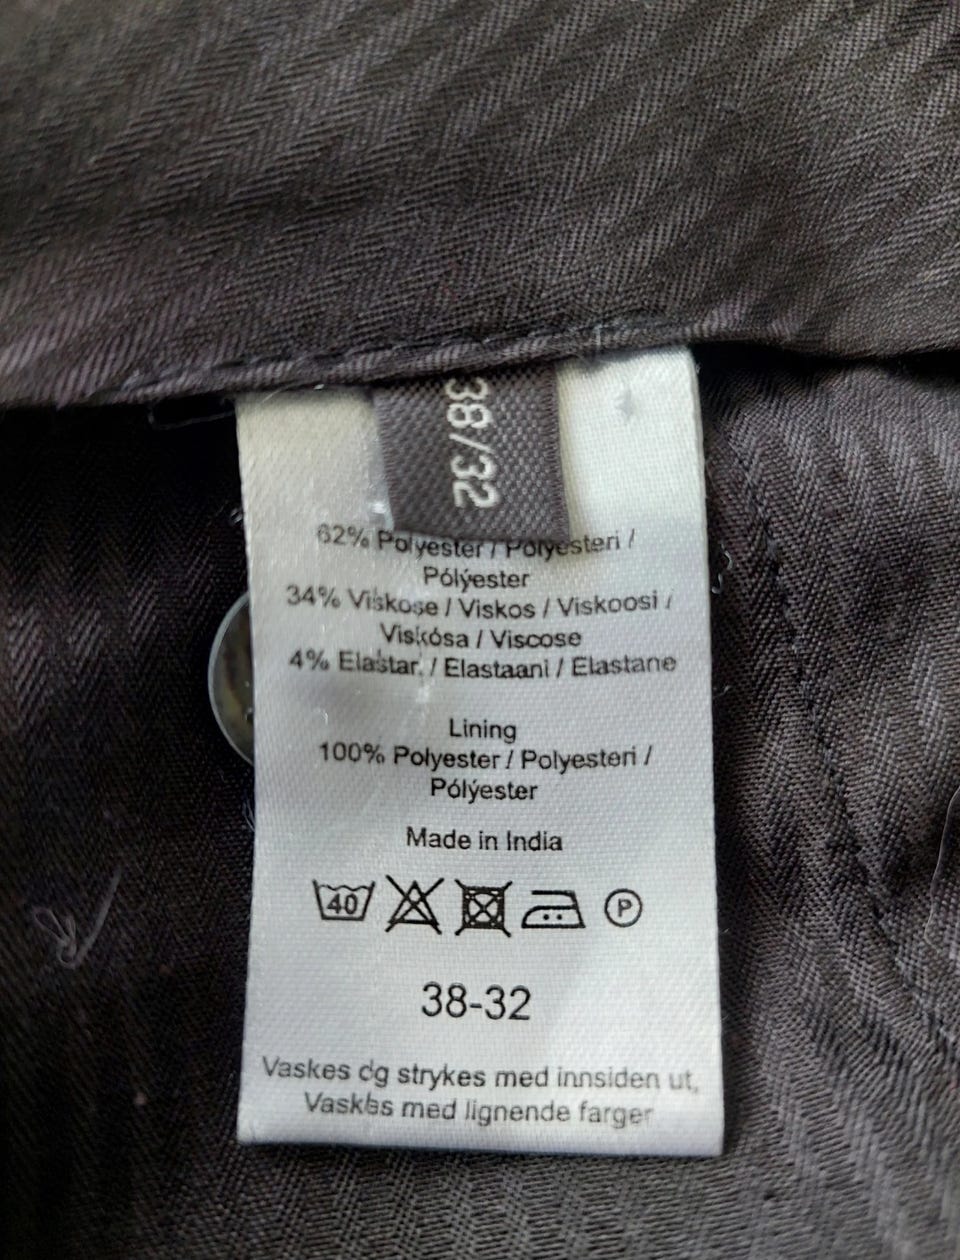 38/32
62% Polyester / Polyesteri /
Pólýester
34% Viskose / Viskos / Viskoosi /
Viskósa / Viscose
4% Elastan / Elastaani / Elastane
Lining
100% Polyester / Polyesteri /
Pólýester
Made in India
40
P
38-32
Vaskes og strykes med innsiden ut,
Vaskes med lignende farger